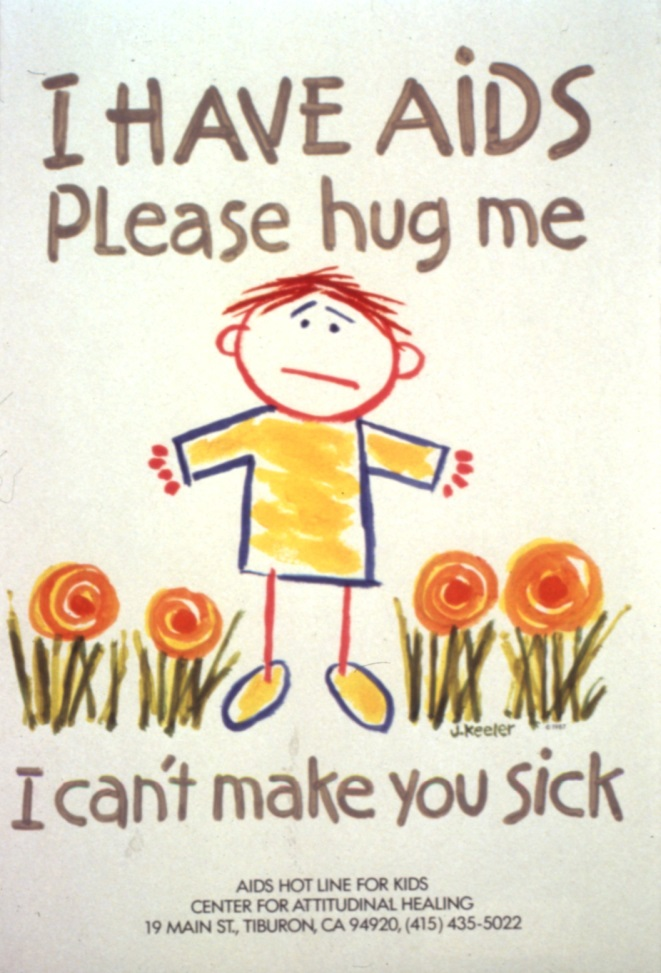 I HAVE AiDS
PLease hug me
J. Keeler ©1987
I can't make you sick
AIDS HOT LINE FOR KIDS
CENTER FOR ATTITUDINAL HEALING
19 MAIN ST., TIBURON, CA 94920, (415) 435-5022